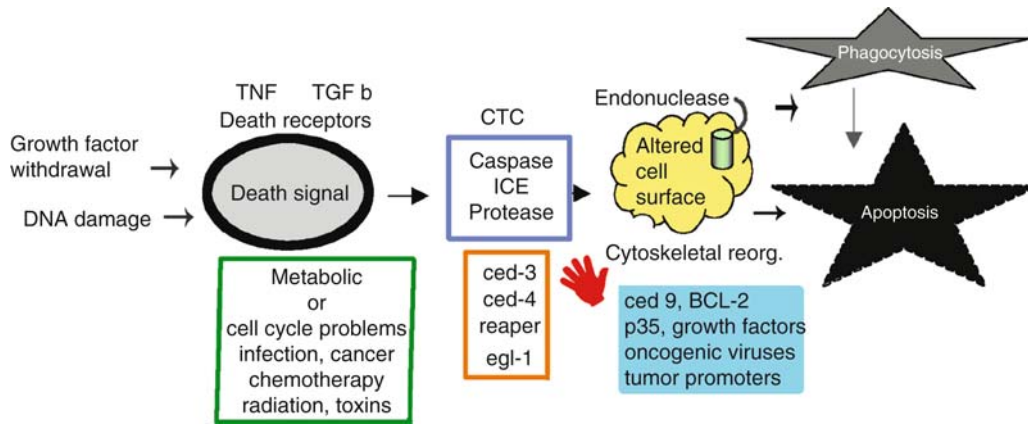 TNF TGF b
Death receptors
Growth factor
withdrawal
DNA damage
Death signal
Metabolic
or
cell cycle problems
infection, cancer
chemotherapy
radiation, toxins
CTC
Caspase
ICE
Protease
ced-3
ced-4
reaper
egl-1
Endonuclease
Altered
cell
surface
Cytoskeletal reorg.
ced 9, BCL-2
p35, growth factors
oncogenic viruses
tumor promoters
Phagocytosis
Apoptosis